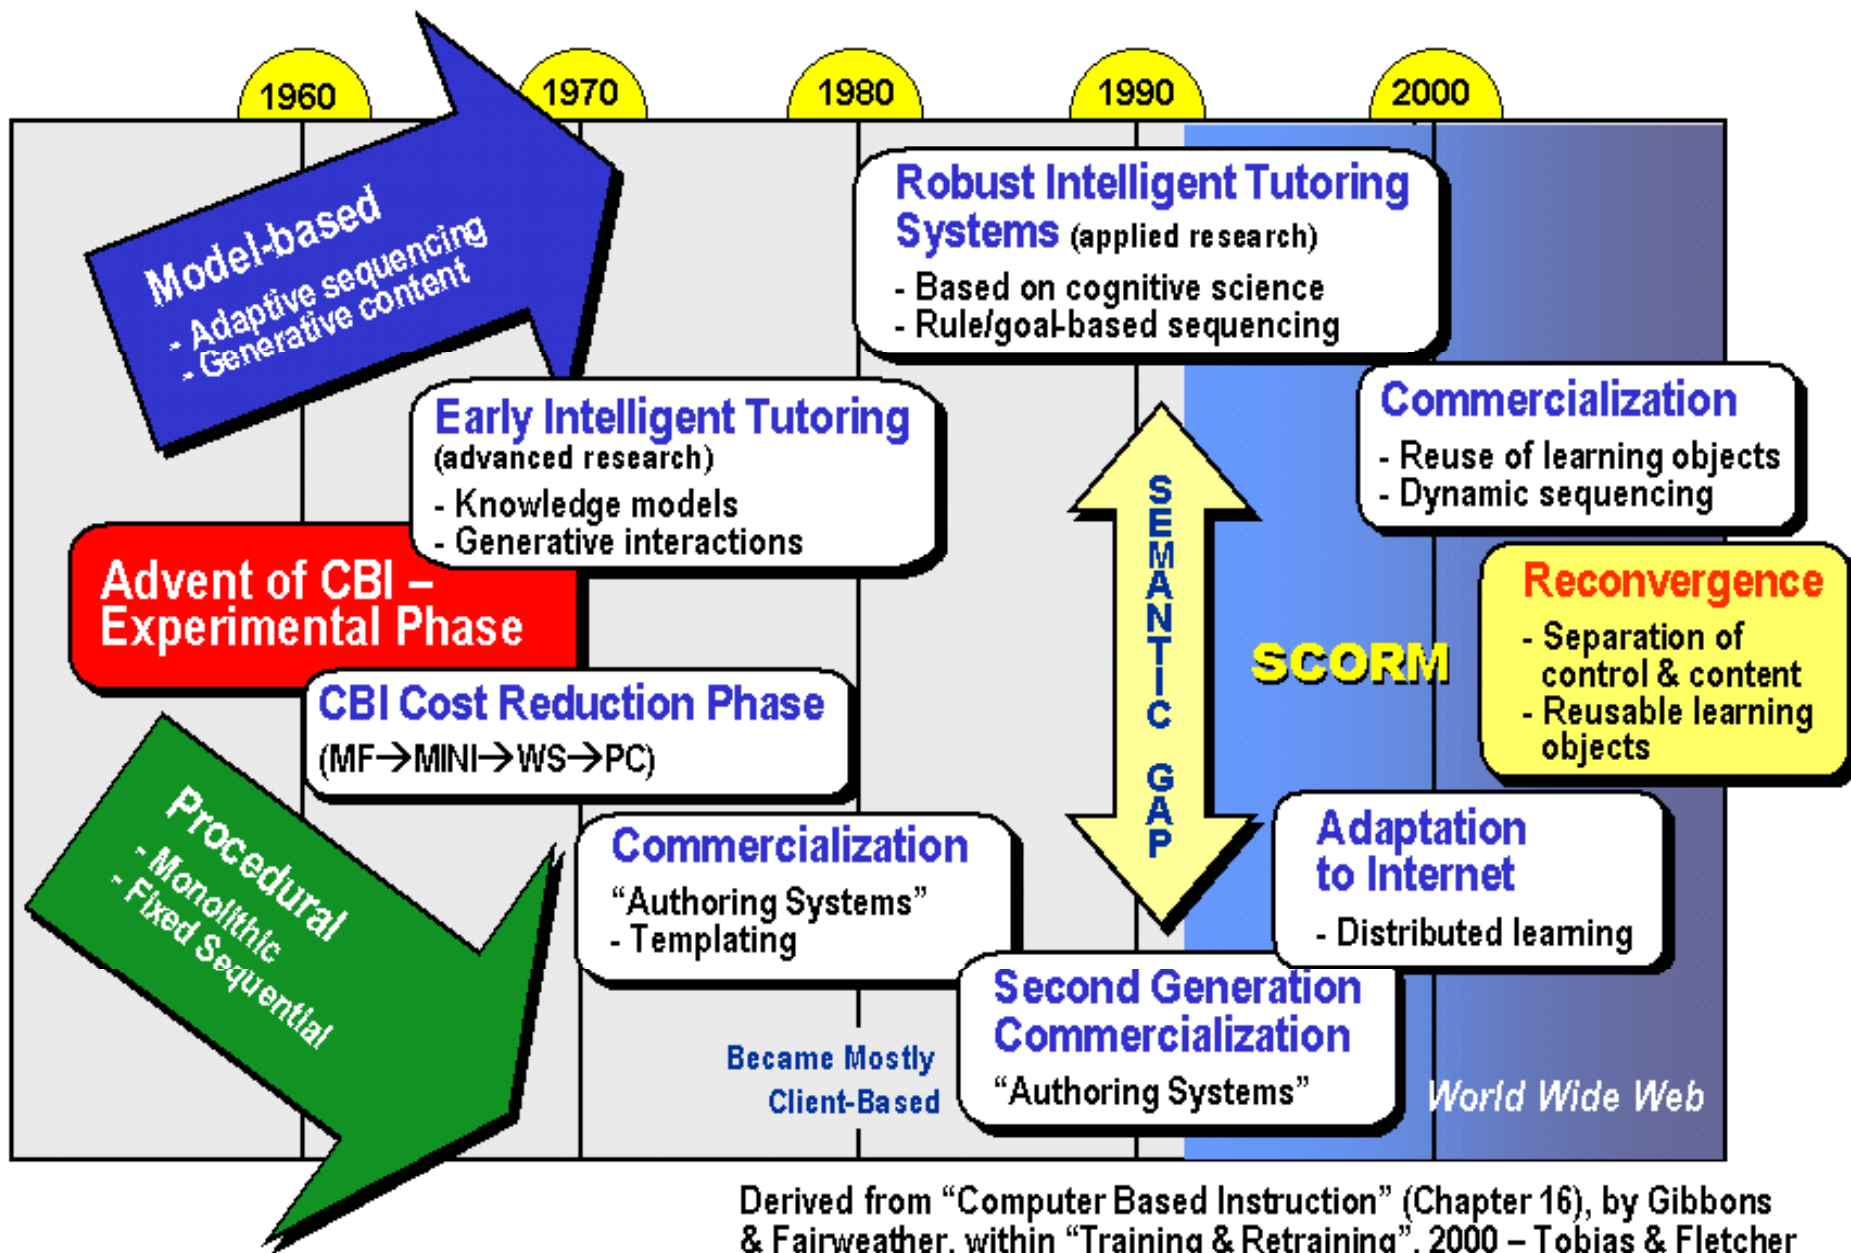 1960
1970
1980
1990
2000
Model-based
- Adaptive sequencing
- Generative content
Robust Intelligent Tutoring
Systems (applied research)
- Based on cognitive science
- Rule/goal-based sequencing
Early Intelligent Tutoring
(advanced research)
- Knowledge models
- Generative interactions
Commercialization
- Reuse of learning objects
- Dynamic sequencing
Advent of CBI –
Experimental Phase
SEMANTIC GAP
SCORM
Reconvergence
- Separation of
control & content
- Reusable learning
objects
CBI Cost Reduction Phase
(MF→MINI→WS→PC)
Procedural
- Monolithic
- Fixed Sequential
Commercialization
“Authoring Systems”
- Templating
Adaptation
to Internet
- Distributed learning
Second Generation
Commercialization
“Authoring Systems”
Became Mostly
Client-Based
World Wide Web
Derived from “Computer Based Instruction” (Chapter 16), by Gibbons
& Fairweather, within “Training & Retraining”, 2000 – Tobias & Fletcher